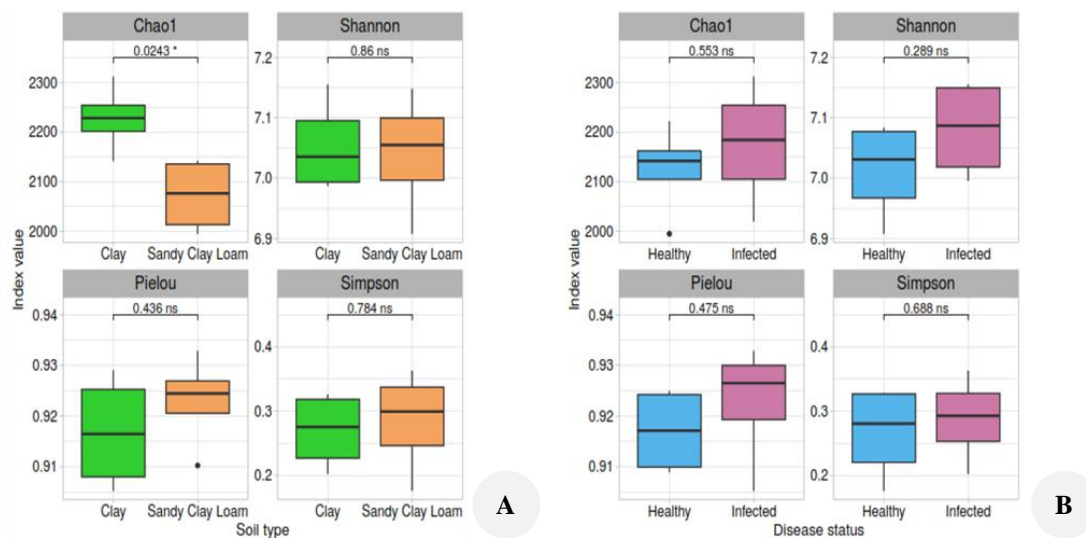 Chao1
Shannon
0.0243 *
0.86 ns
2300
2200
2100
2000
7.2
7.1
7.0
6.9
Clay
Sandy Clay Loam
Clay
Sandy Clay Loam
Pielou
Simpson
0.436 ns
0.784 ns
0.94
0.93
0.92
0.91
0.4
0.3
0.2
Clay
Sandy Clay Loam
Clay
Sandy Clay Loam
Index value
Soil type
A
Chao1
Shannon
0.553 ns
0.289 ns
2300
2200
2100
2000
7.2
7.1
7.0
6.9
Healthy
Infected
Healthy
Infected
Pielou
Simpson
0.475 ns
0.688 ns
0.94
0.93
0.92
0.91
0.4
0.3
0.2
Healthy
Infected
Healthy
Infected
Index value
Disease status
B